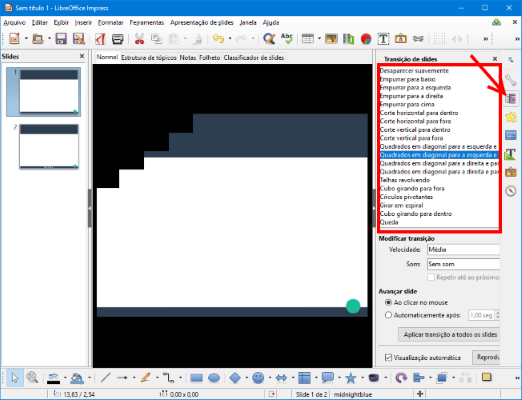 Sem título 1 - LibreOffice Impress
Arquivo Editar Exibir Inserir Formatar Ferramentas Apresentação de slides Janela Ajuda
Slides
Normal Estrutura de tópicos Notas Folheto Classificador de slides
Transição de slides
1
2
Desaparecer suavemente
Empurrar para baixo
Empurrar para a esquerda
Empurrar para a direita
Empurrar para cima
Corte horizontal para dentro
Corte horizontal para fora
Corte vertical para dentro
Corte vertical para fora
Quadrados em diagonal para a esquerda e
Quadrados em diagonal para a esquerda e
Quadrados em diagonal para a direita e par
Quadrados em diagonal para a direita e par
Telhas revolvendo
Cubo girando para fora
Círculos pivotantes
Girar em espiral
Cubo girando para dentro
Queda
Modificar transição
Velocidade: Média
Som: Sem com
Repetir até ao próximo
Avançar slide
Ao clicar no mouse
Automaticamente após: 1,00 seg
Aplicar transição a todos os slides
Visualização automática Reprodu
13,63 / 2,54 0,00 x 0,00 Slide 1 de 2 midnightblue